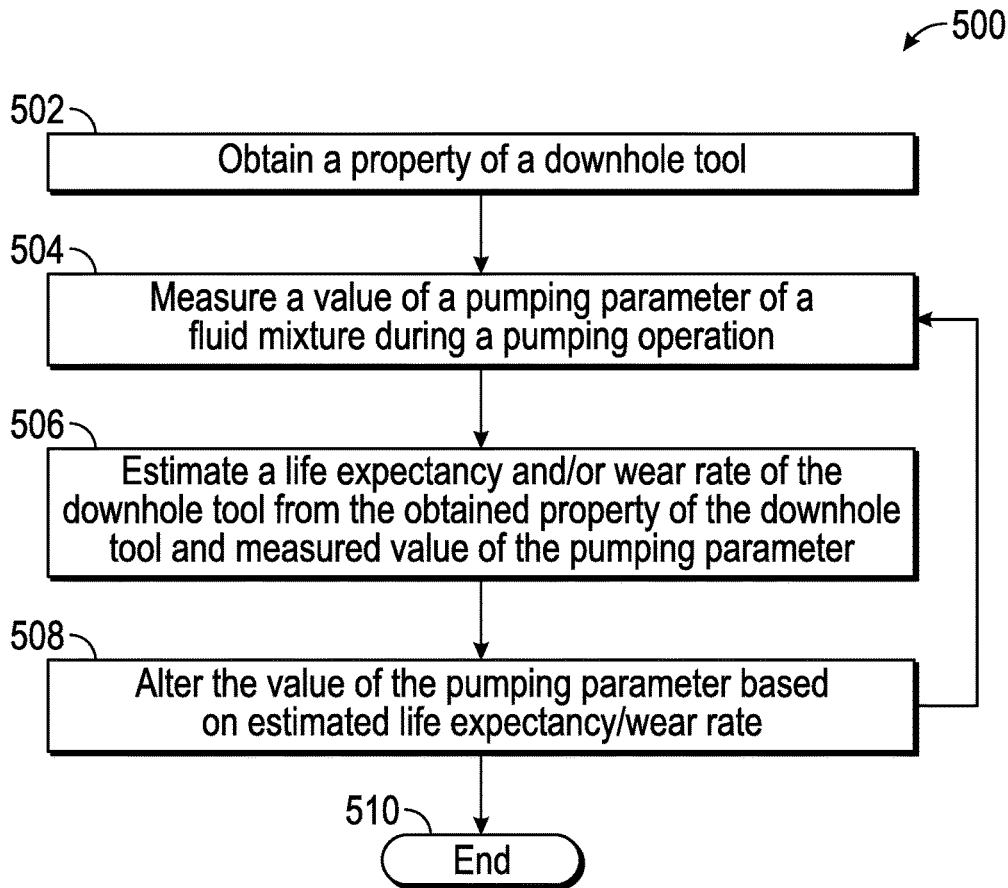 500
502
Obtain a property of a downhole tool
504
Measure a value of a pumping parameter of a
fluid mixture during a pumping operation
506
Estimate a life expectancy and/or wear rate of the
downhole tool from the obtained property of the downhole
tool and measured value of the pumping parameter
508
Alter the value of the pumping parameter based
on estimated life expectancy/wear rate
510
End